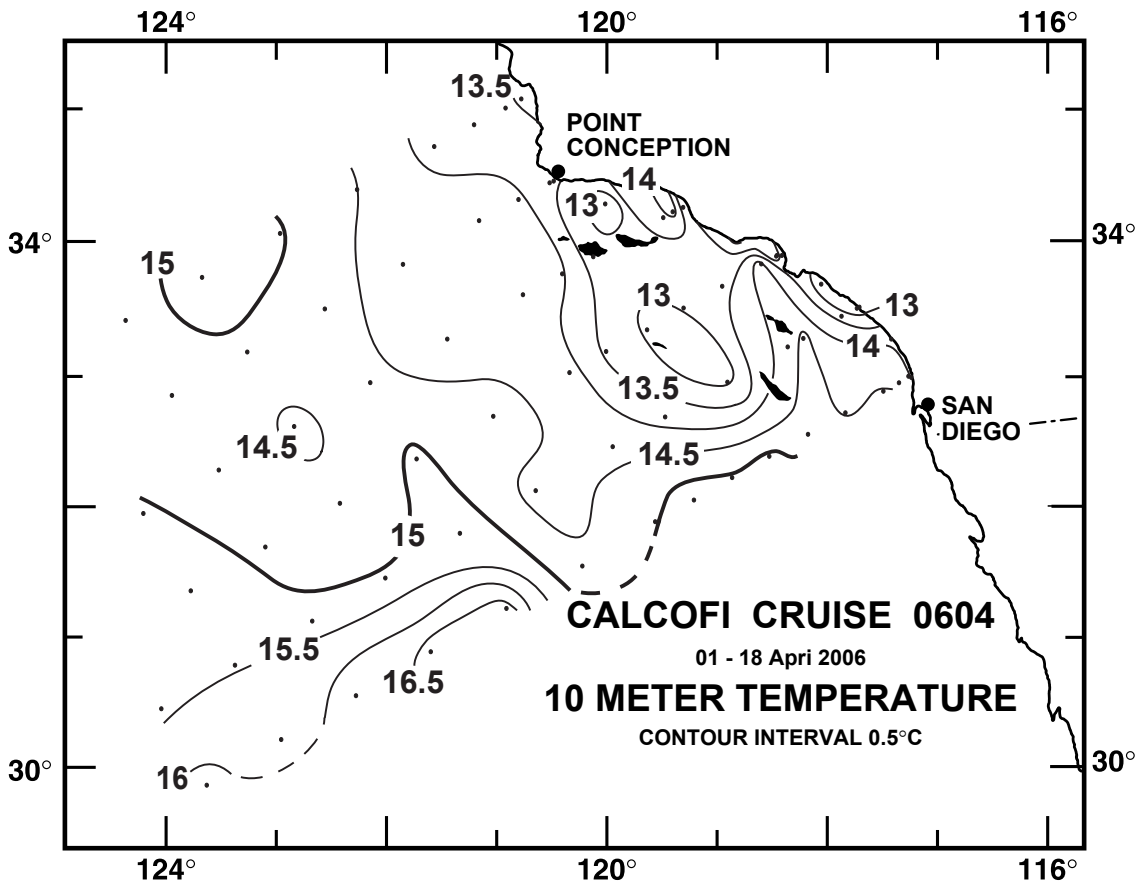 124° 120° 116°
13.5
POINT
CONCEPTION
14
13
34° 34°
15
13
13
14
13.5
SAN
DIEGO
14.5
14.5
15
CALCOFI CRUISE 0604
01 - 18 Apri 2006
15.5
16.5
10 METER TEMPERATURE
CONTOUR INTERVAL 0.5°C
30° 30°
16
124° 120° 116°